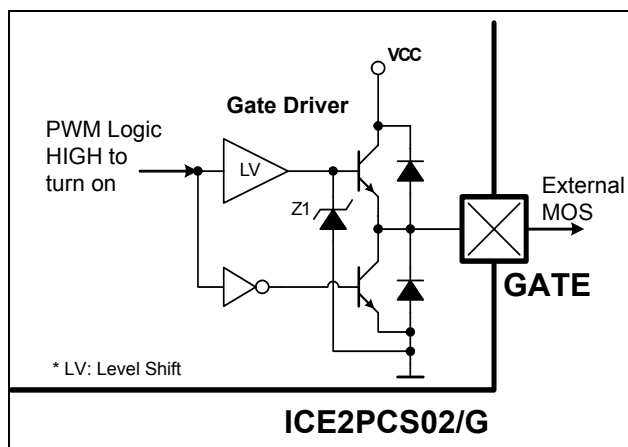 VCC
Gate Driver
PWM Logic
HIGH to
turn on
LV
Z1
External
MOS
GATE
* LV: Level Shift
ICE2PCS02/G